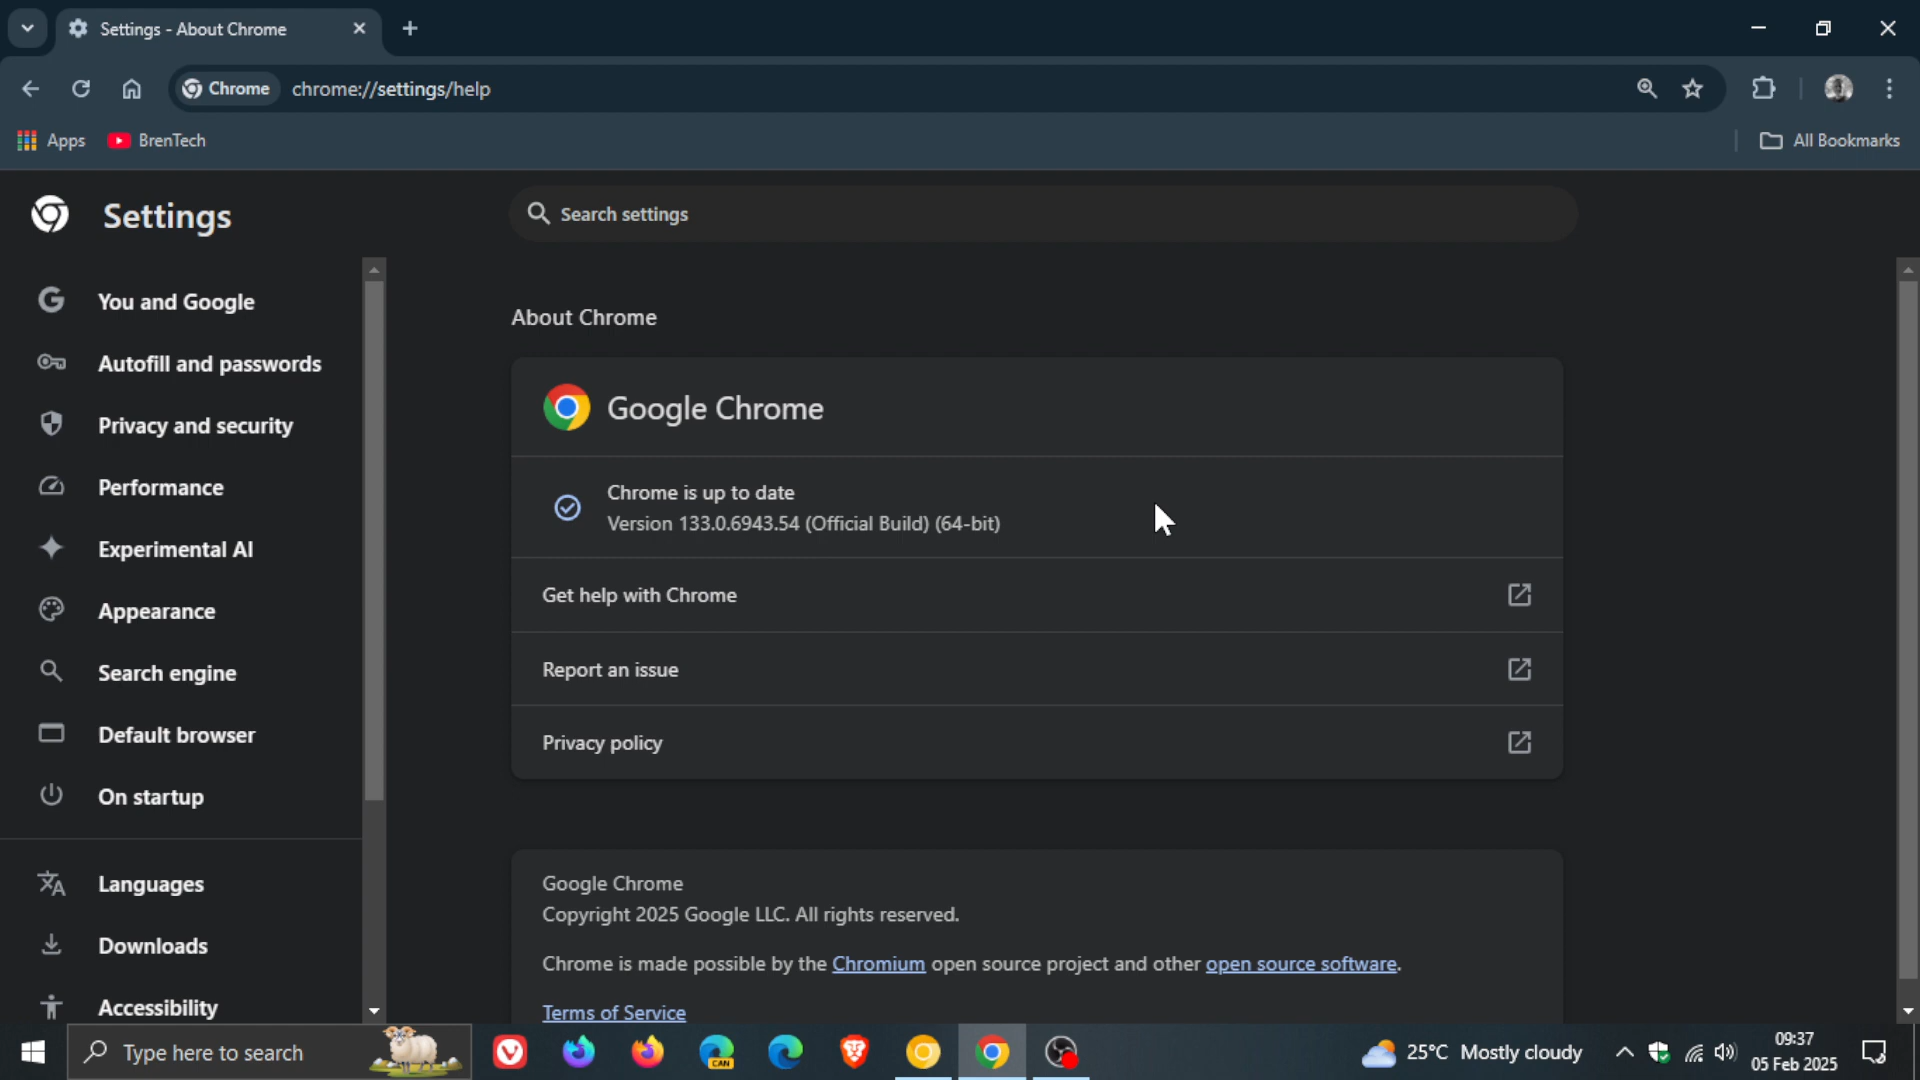 Settings - About Chrome
Chrome
chrome://settings/help
Apps
BrenTech
All Bookmarks
Settings
Search settings
You and Google
Autofill and passwords
Privacy and security
Performance
Experimental AI
Appearance
Search engine
Default browser
On startup
Languages
Downloads
Accessibility
About Chrome
Google Chrome
Chrome is up to date
Version 133.0.6943.54 (Official Build) (64-bit)
Get help with Chrome
Report an issue
Privacy policy
Google Chrome
Copyright 2025 Google LLC. All rights reserved.
Chrome is made possible by the Chromium open source project and other open source software.
Terms of Service
Type here to search
CAN
25°C Mostly cloudy
09:37
05 Feb 2025